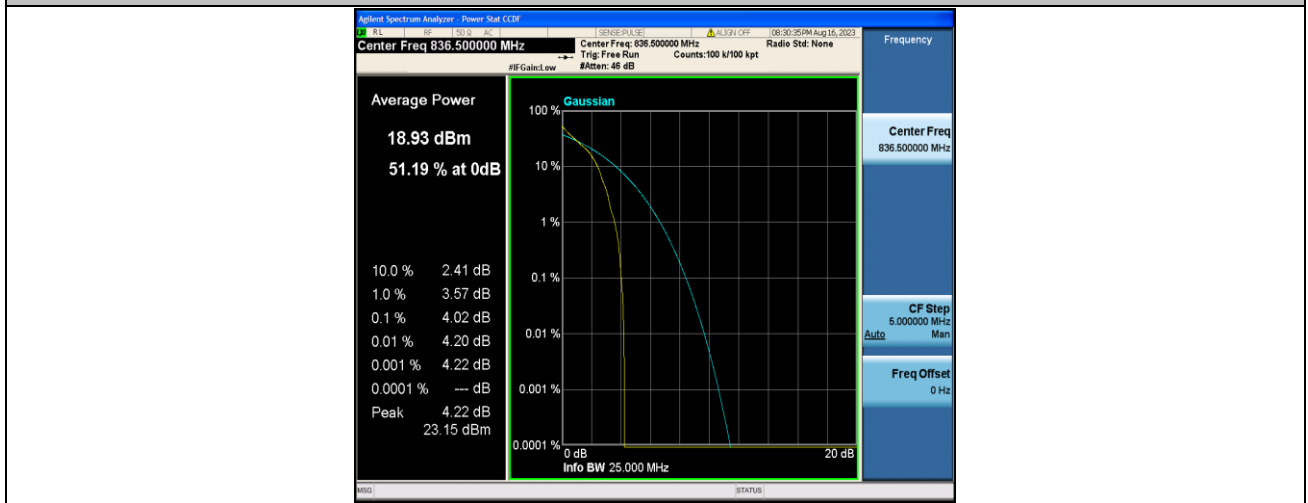 Agilent Spectrum Analyzer - Power Stat CCDF
RL RF 50 Ω AC SENSE:PULSE ALIGN OFF 08:30:35 PM Aug 16, 2023
Center Freq 836.500000 MHz
Center Freq: 836.500000 MHz Radio Std: None
Trig: Free Run Counts:100 k/100 kpt
#IFGain:Low #Atten: 46 dB
Frequency
Average Power
18.93 dBm
51.19 % at 0dB
10.0 % 2.41 dB
1.0 % 3.57 dB
0.1 % 4.02 dB
0.01 % 4.20 dB
0.001 % 4.22 dB
0.0001 % --- dB
Peak 4.22 dB
23.15 dBm
Gaussian
100 %
10 %
1 %
0.1 %
0.01 %
0.001 %
0.0001 %
0 dB 20 dB
Info BW 25.000 MHz
Center Freq
836.500000 MHz
CF Step
5.000000 MHz
Auto Man
Freq Offset
0 Hz
MSG STATUS